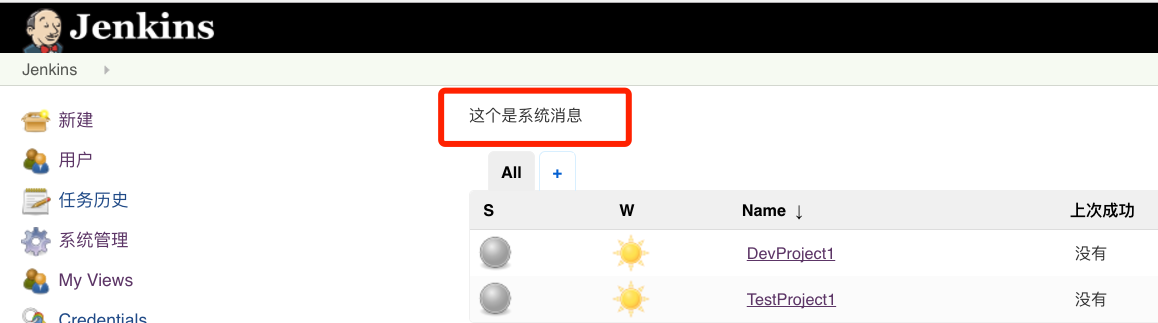 Jenkins
Jenkins
新建
用户
任务历史
系统管理
My Views
Credentials
这个是系统消息
All +
S W Name ↓ 上次成功
DevProject1 没有
TestProject1 没有